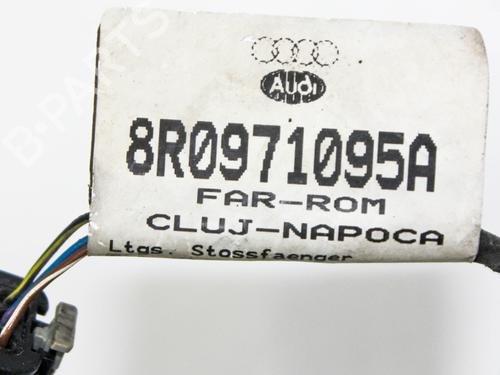 Audi
8R0971095A
FAR-ROM
CLUJ-NAPOCA
Ltgs. Stossfaenger
B-PARTS